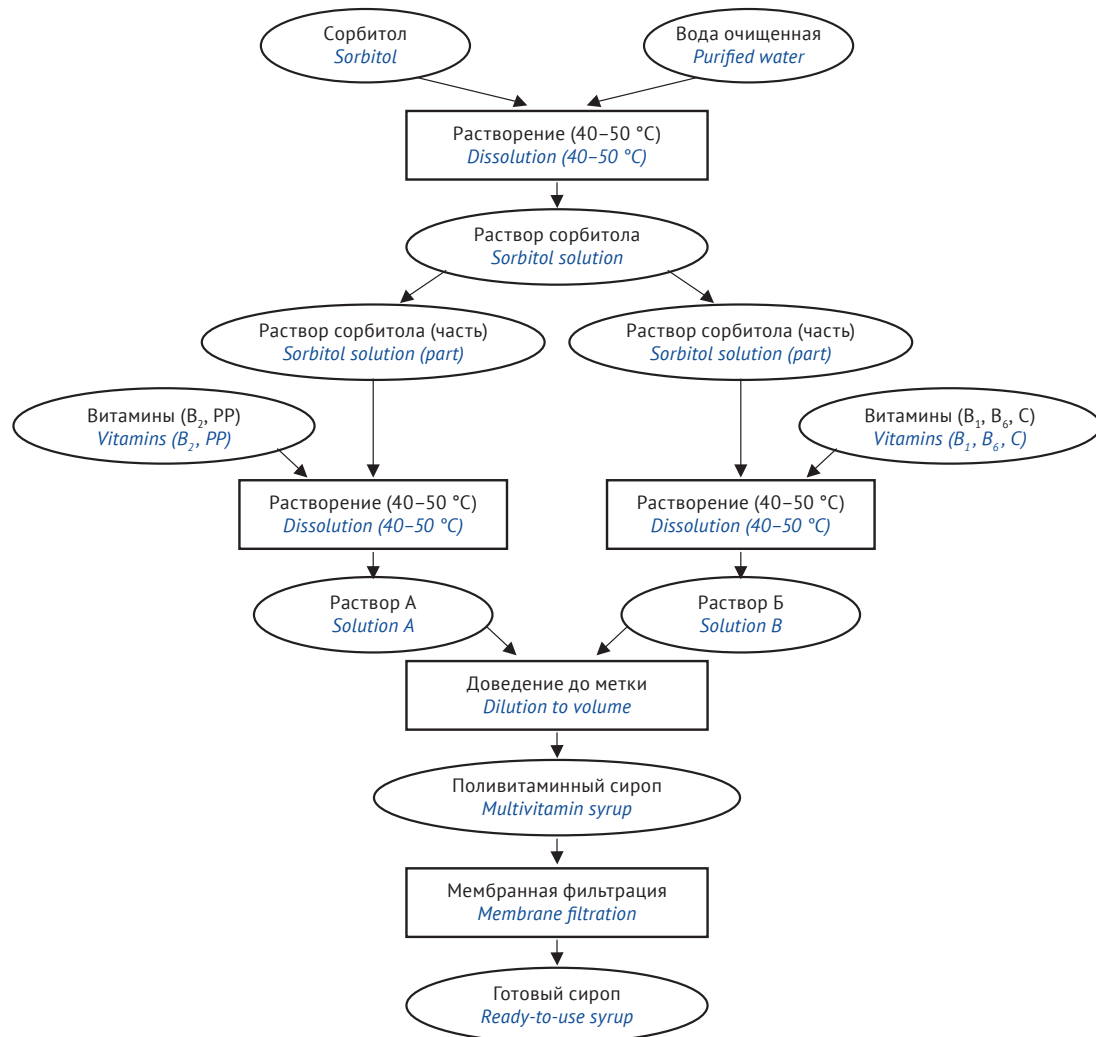 Сорбитол
Sorbitol
Вода очищенная
Purified water
Растворение (40–50 °C)
Dissolution (40–50 °C)
Раствор сорбитола
Sorbitol solution
Раствор сорбитола (часть)
Sorbitol solution (part)
Раствор сорбитола (часть)
Sorbitol solution (part)
Витамины (B₂, PP)
Vitamins (B₂, PP)
Витамины (B₁, B₆, C)
Vitamins (B₁, B₆, C)
Растворение (40–50 °C)
Dissolution (40–50 °C)
Растворение (40–50 °C)
Dissolution (40–50 °C)
Раствор А
Solution A
Раствор Б
Solution B
Доведение до метки
Dilution to volume
Поливитаминный сироп
Multivitamin syrup
Мембранная фильтрация
Membrane filtration
Готовый сироп
Ready-to-use syrup